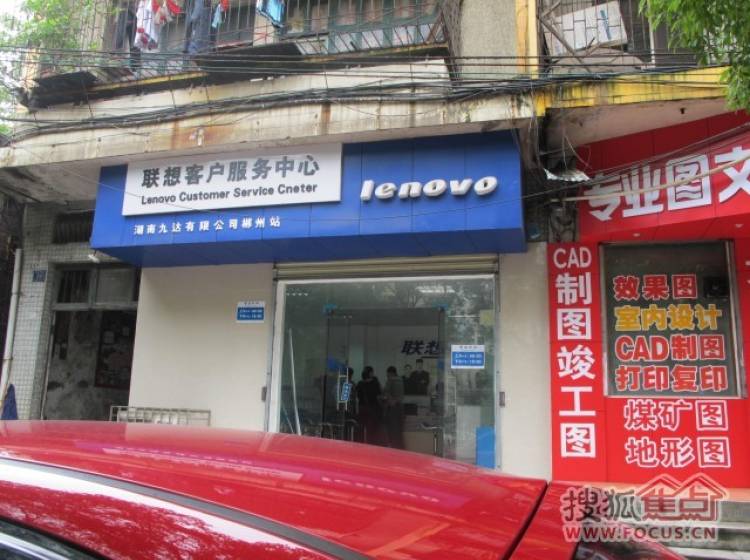 联想客户服务中心
Lenovo Customer Service Cneter
lenovo
湖南九达有限公司郴州站
联想
专业图文
CAD
制图竣工图
效果图
室内设计
CAD制图
打印复印
煤矿图
地形图
搜狐焦点
WWW.FOCUS.CN